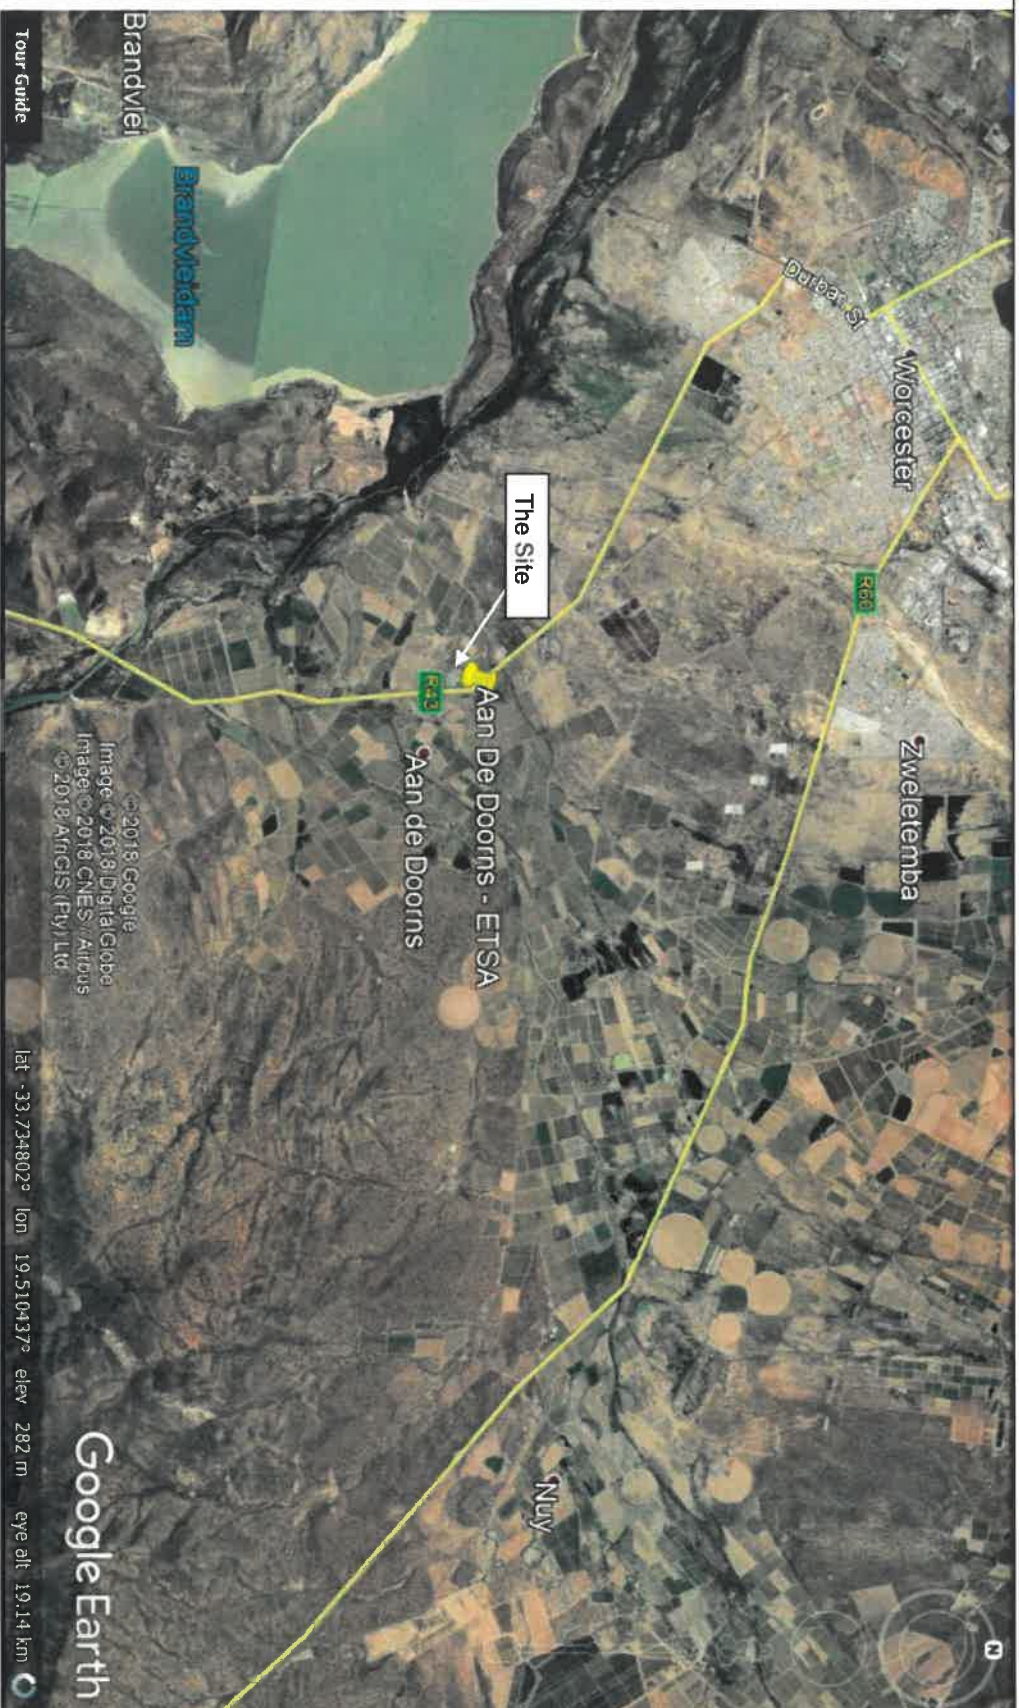 N
Worcester
Durban St
R60
Zweletemba
The Site
Aan De Doorns - ETSA
R43
Aan de Doorns
Nuy
Brandvlei
Brandvleidam
© 2018 Google
Image © 2018 DigitalGlobe
Image © 2018 CNES / Airbus
© 2018 AfriGIS (Pty) Ltd.
Google Earth
Tour Guide
lat -33.734802° lon 19.510437° elev 282 m eye alt 19.14 km